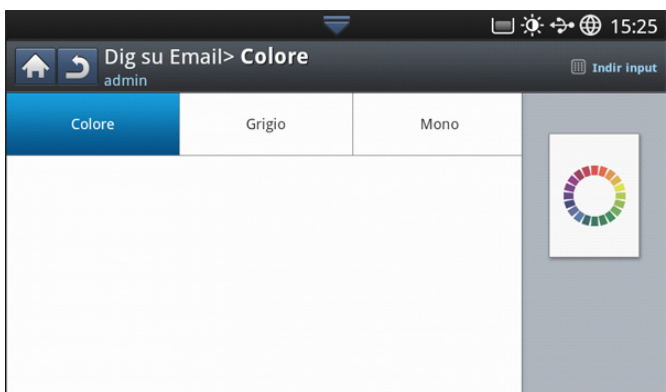 15:25
Dig su Email> Colore
admin
Indir input
Colore
Grigio
Mono